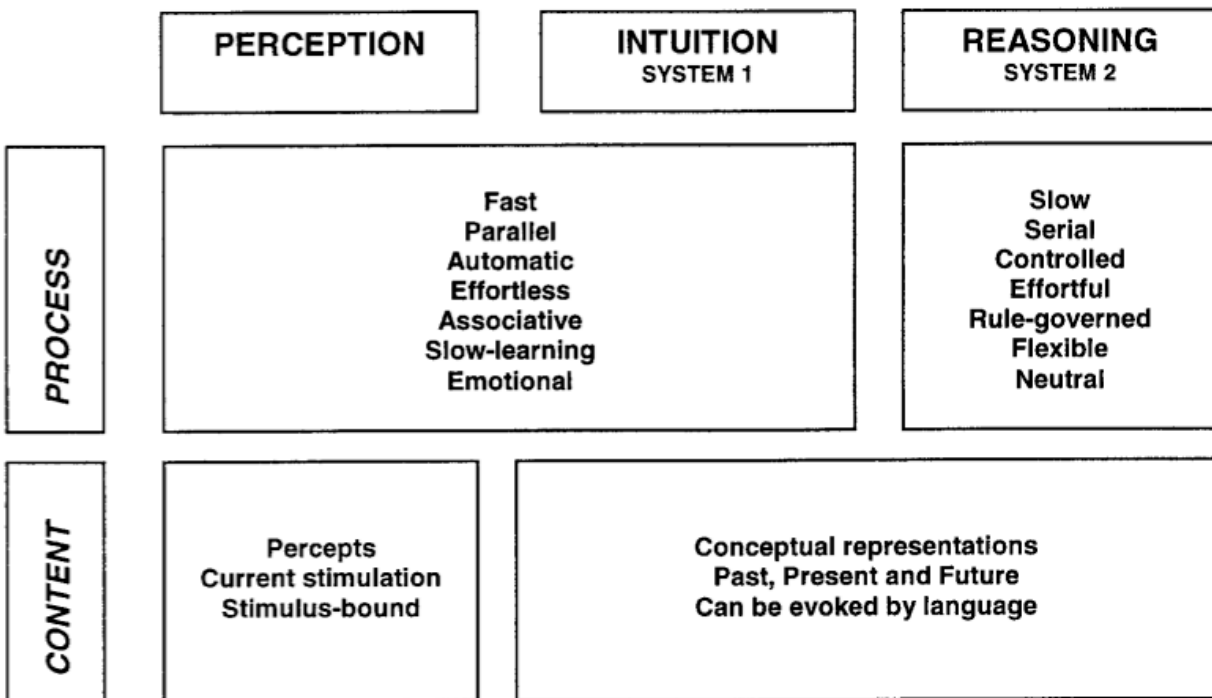 PERCEPTION
INTUITION
SYSTEM 1
REASONING
SYSTEM 2
PROCESS
Fast
Parallel
Automatic
Effortless
Associative
Slow-learning
Emotional
Slow
Serial
Controlled
Effortful
Rule-governed
Flexible
Neutral
CONTENT
Percepts
Current stimulation
Stimulus-bound
Conceptual representations
Past, Present and Future
Can be evoked by language